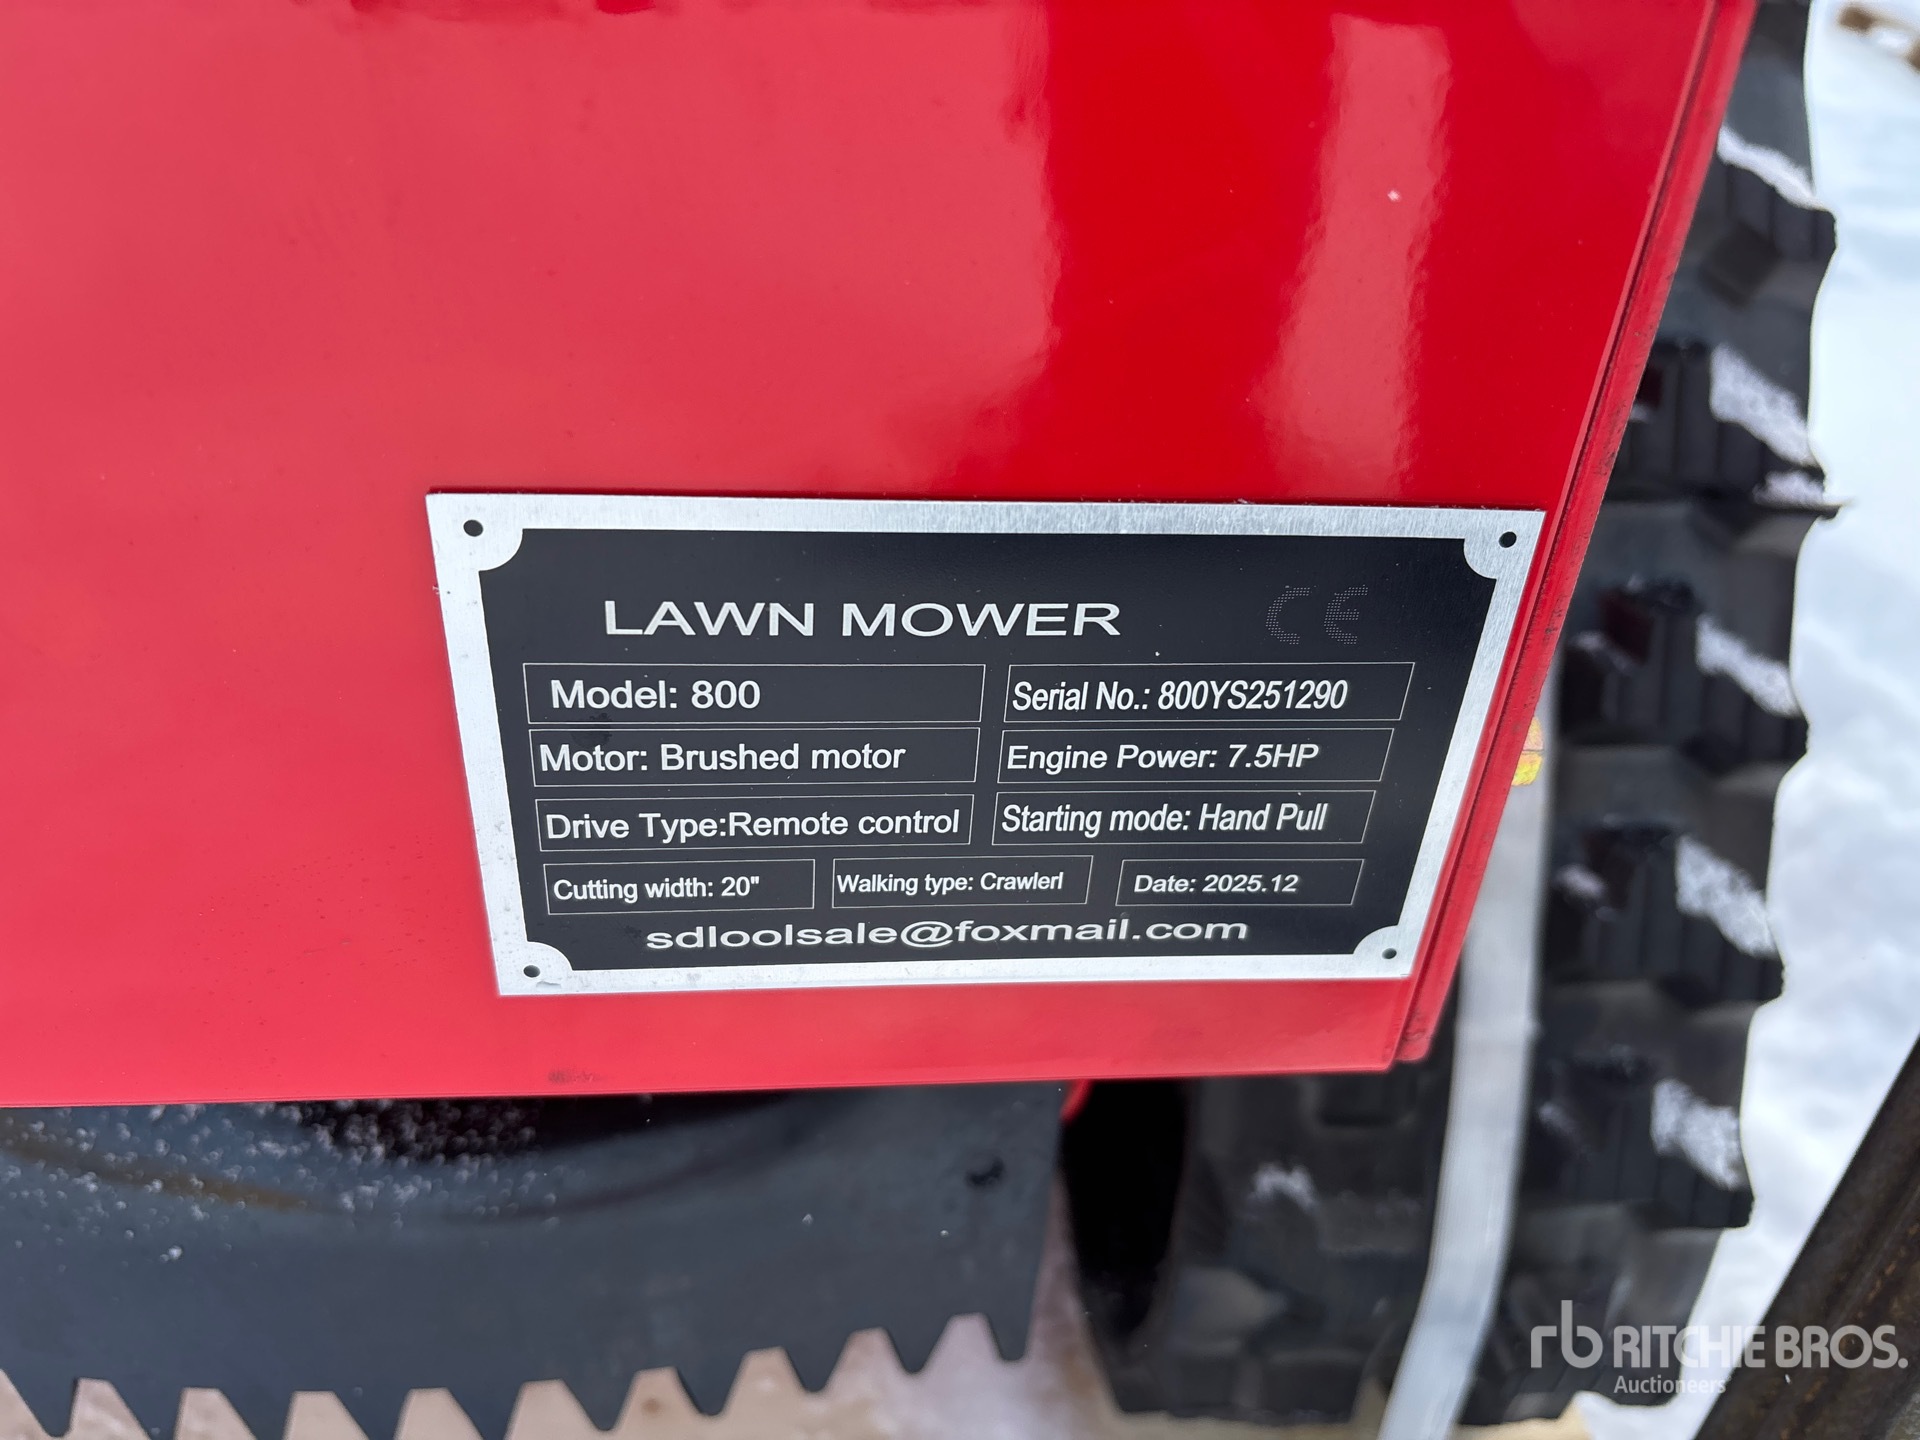 LAWN MOWER CE
Model: 800
Serial No.: 800YS251290
Motor: Brushed motor
Engine Power: 7.5HP
Drive Type:Remote control
Starting mode: Hand Pull
Cutting width: 20"
Walking type: Crawlerl
Date: 2025.12
sdloolsale@foxmail.com
rb RITCHIE BROS.
Auctioneers